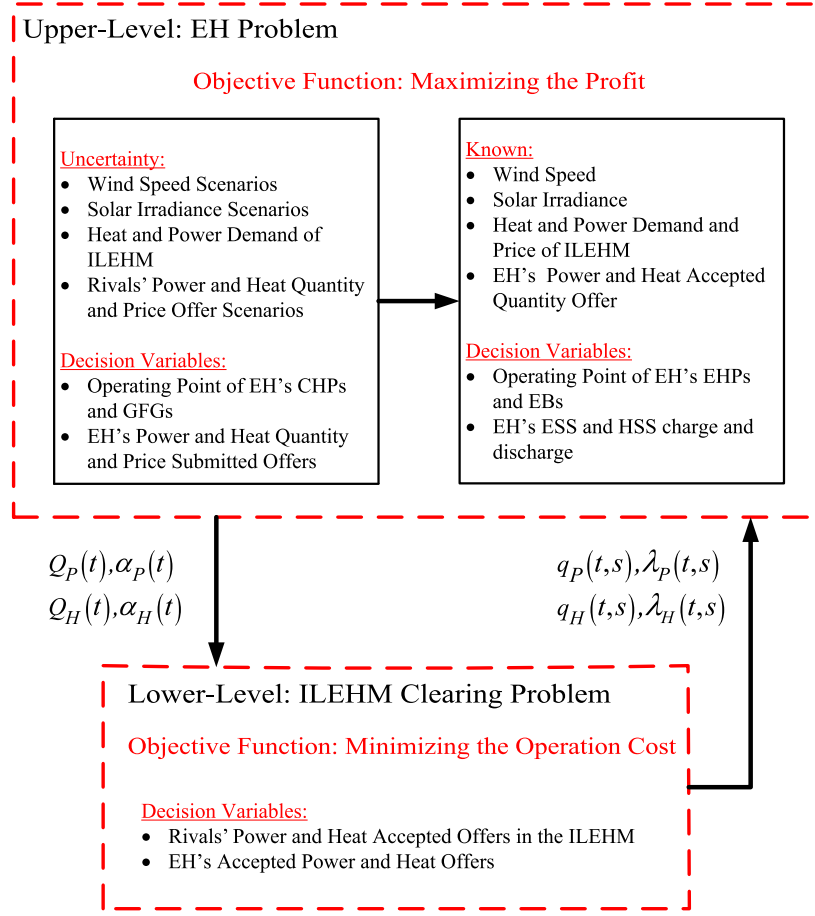 Upper-Level: EH Problem
Objective Function: Maximizing the Profit
Uncertainty:
• Wind Speed Scenarios
• Solar Irradiance Scenarios
• Heat and Power Demand of
ILEHM
• Rivals' Power and Heat Quantity
and Price Offer Scenarios
Decision Variables:
• Operating Point of EH's CHPs
and GFGs
• EH's Power and Heat Quantity
and Price Submitted Offers
Known:
• Wind Speed
• Solar Irradiance
• Heat and Power Demand and
Price of ILEHM
• EH's Power and Heat Accepted
Quantity Offer
Decision Variables:
• Operating Point of EH's EHPs
and EBs
• EH's ESS and HSS charge and
discharge
Q_P(t),α_P(t)
Q_H(t),α_H(t)
q_P(t,s),λ_P(t,s)
q_H(t,s),λ_H(t,s)
Lower-Level: ILEHM Clearing Problem
Objective Function: Minimizing the Operation Cost
Decision Variables:
• Rivals' Power and Heat Accepted Offers in the ILEHM
• EH's Accepted Power and Heat Offers